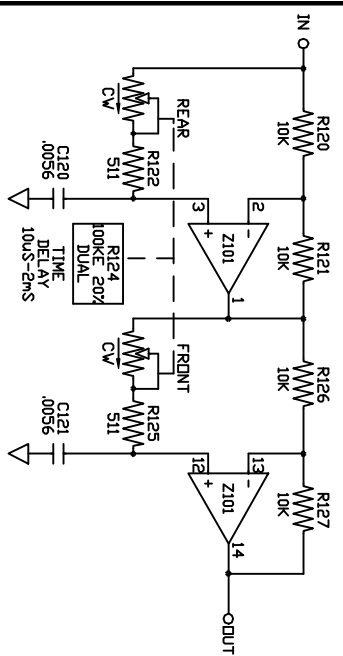 IN
R120
10K
R121
10K
R126
10K
R127
10K
REAR
CW
R122
511
C120
.0056
2
3
-
+
Z101
1
R124
100KE 20%
DUAL
TIME
DELAY
10uS-2mS
FRONT
CW
R125
511
C121
.0056
13
12
-
+
Z101
14
OUT